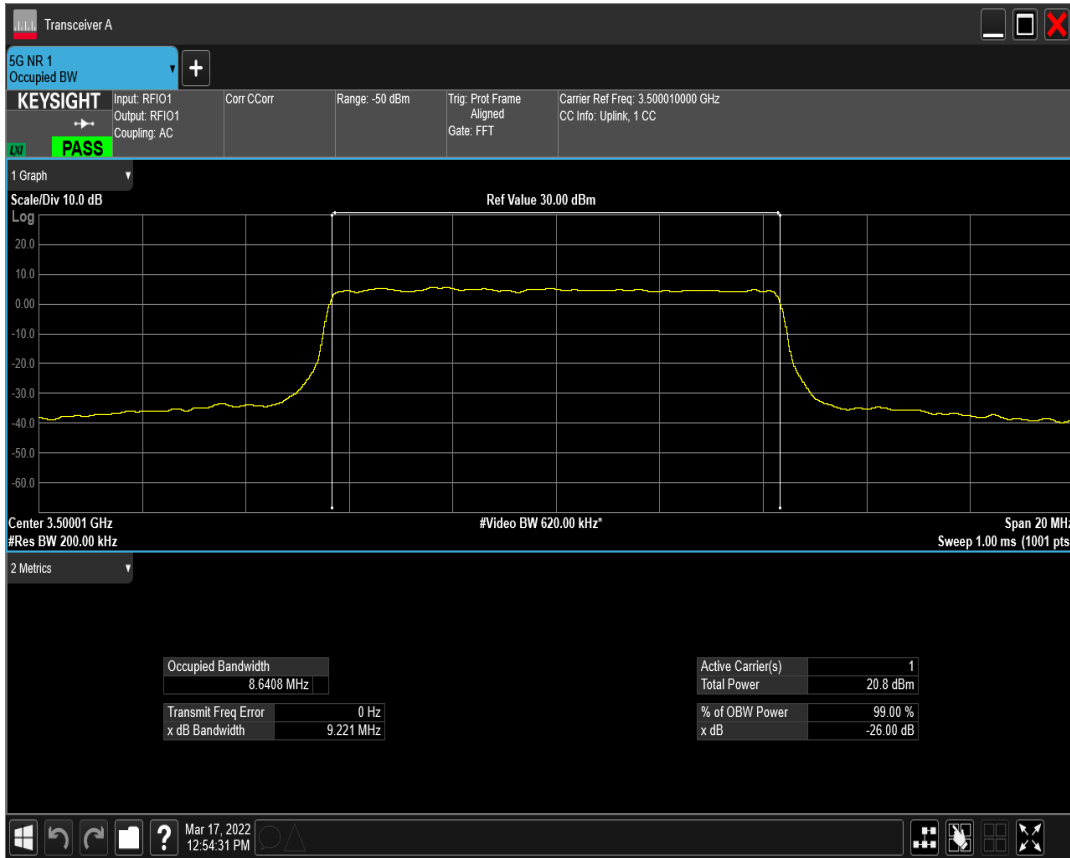 Transceiver A
5G NR 1
Occupied BW
KEYSIGHT
Input: RFIO1
Output: RFIO1
Coupling: AC
Corr CCorr
Range: -50 dBm
Trig: Prot Frame
Aligned
Gate: FFT
Carrier Ref Freq: 3.500010000 GHz
CC Info: Uplink, 1 CC
LXI
PASS
1 Graph
Scale/Div 10.0 dB
Ref Value 30.00 dBm
Log
20.0
10.0
0.00
-10.0
-20.0
-30.0
-40.0
-50.0
-60.0
Center 3.50001 GHz
#Video BW 620.00 kHz*
Span 20 MHz
#Res BW 200.00 kHz
Sweep 1.00 ms (1001 pts
2 Metrics
Occupied Bandwidth
8.6408 MHz
Transmit Freq Error 0 Hz
x dB Bandwidth 9.221 MHz
Active Carrier(s) 1
Total Power 20.8 dBm
% of OBW Power 99.00 %
x dB -26.00 dB
?
Mar 17, 2022
12:54:31 PM